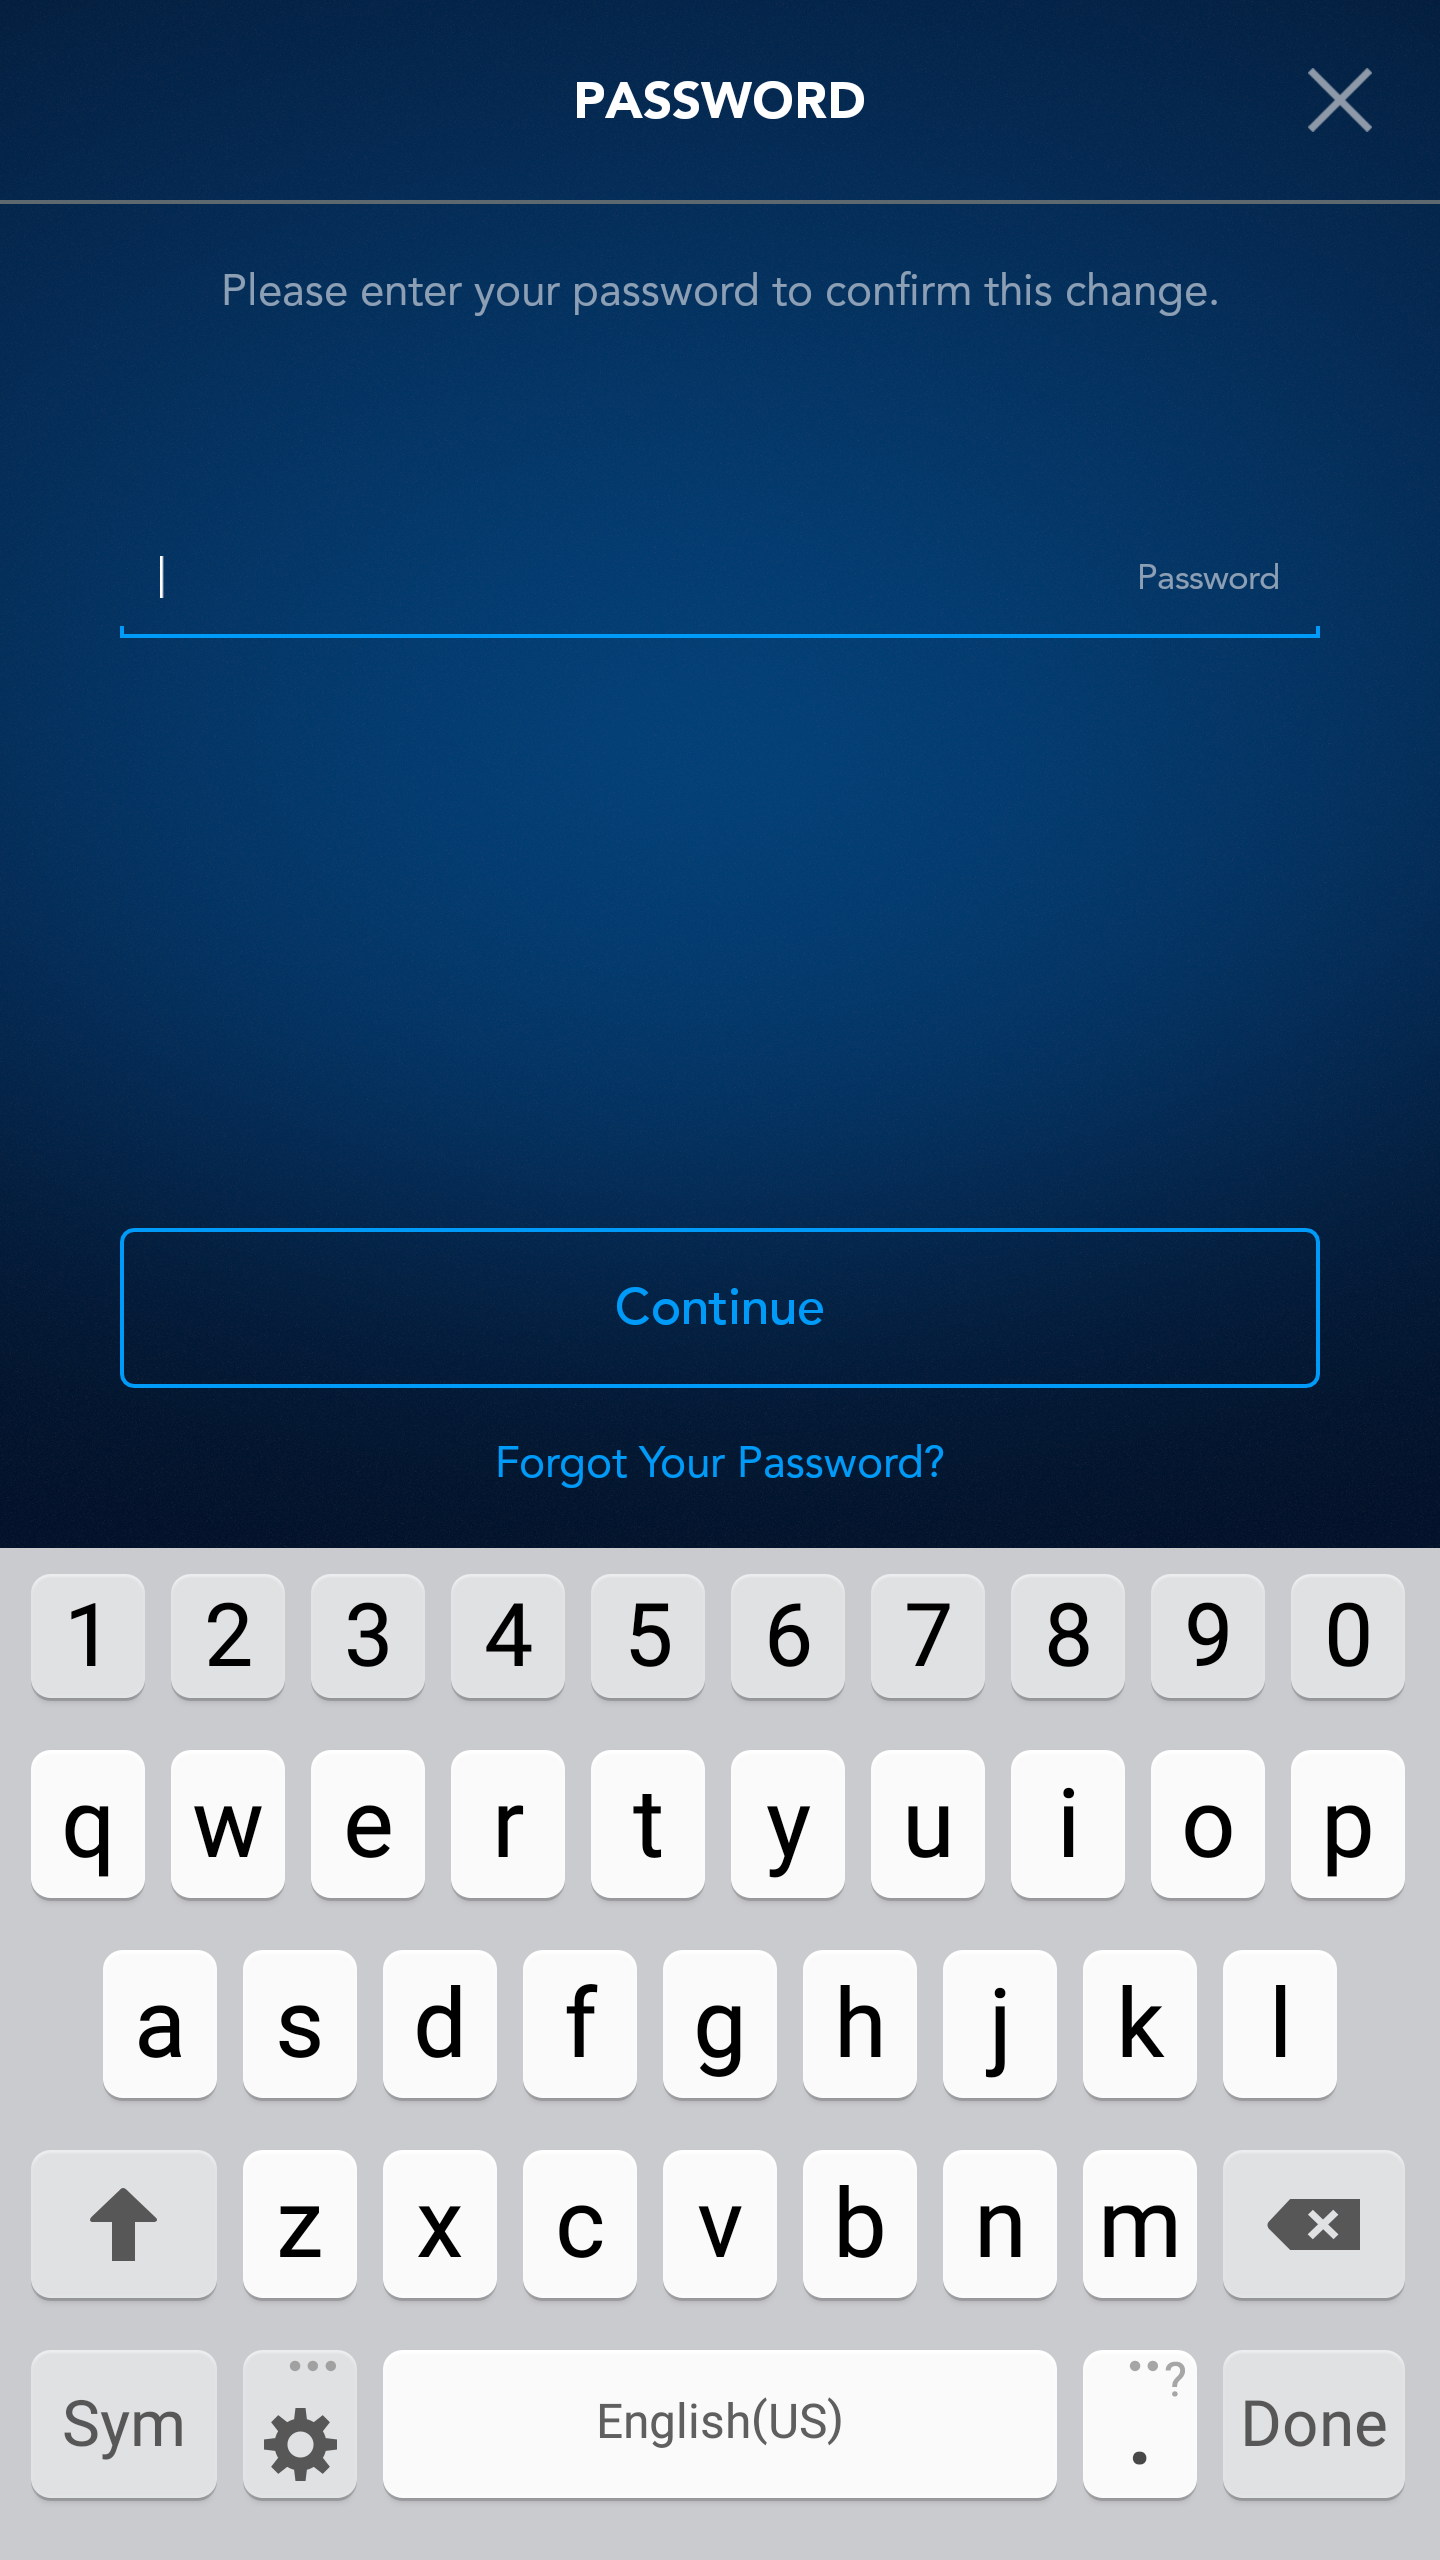 PASSWORD
Please enter your password to confirm this change.
Password
Continue
Forgot Your Password?
1 2 3 4 5 6 7 8 9 0
q w e r t y u i o p
a s d f g h j k l
z x c v b n m
Sym English(US) . ? Done